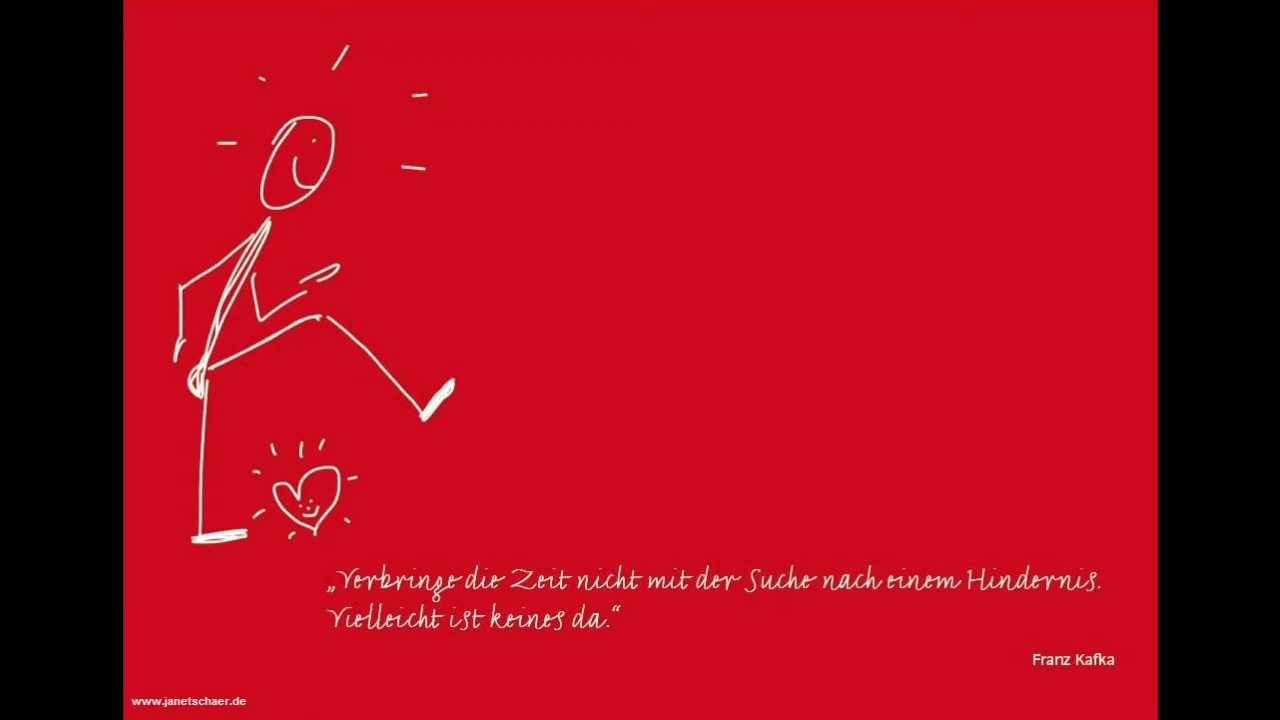 „Verbringe die Zeit nicht mit der Suche nach einem Hindernis.
Vielleicht ist keines da.“
Franz Kafka
www.janetschaer.de